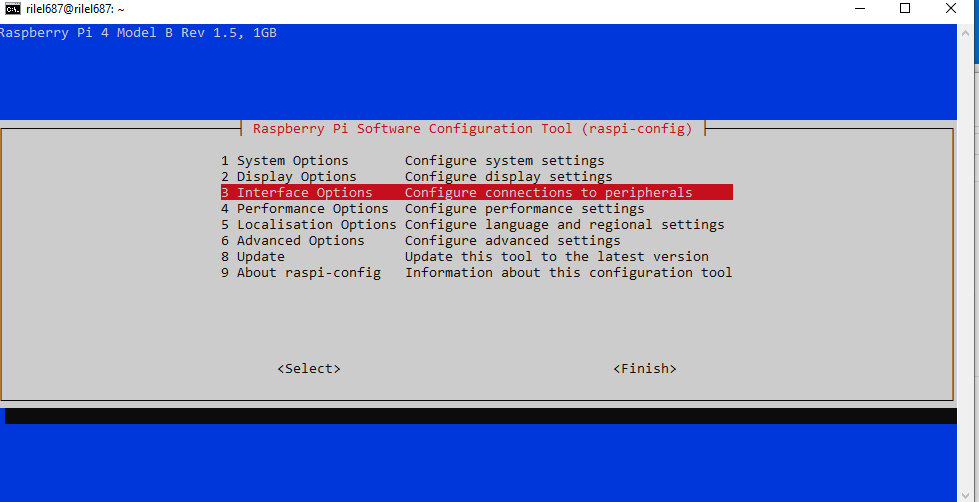 rilel687@rilel687: ~
Raspberry Pi 4 Model B Rev 1.5, 1GB
Raspberry Pi Software Configuration Tool (raspi-config)
1 System Options Configure system settings
2 Display Options Configure display settings
3 Interface Options Configure connections to peripherals
4 Performance Options Configure performance settings
5 Localisation Options Configure language and regional settings
6 Advanced Options Configure advanced settings
8 Update Update this tool to the latest version
9 About raspi-config Information about this configuration tool
<Select> <Finish>